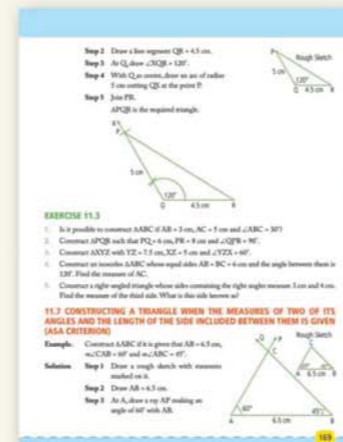 Step 2 Draw a line segment QR = 4.5 cm.
Step 3 At Q, draw ∠XQR = 120°.
Step 4 With Q as centre, draw an arc of radius
5 cm cutting QX at the point P.
Step 5 Join PR.
ΔPQR is the required triangle.
P
Rough Sketch
5 cm
120°
Q 4.5 cm R
X
P
5 cm
120°
Q 4.5 cm R
EXERCISE 11.3
1. Is it possible to construct ΔABC if AB = 3 cm, AC = 5 cm and ∠ABC = 30°?
2. Construct ΔPQR such that PQ = 6 cm, PR = 8 cm and ∠QPR = 90°.
3. Construct ΔXYZ with YZ = 7.5 cm, XZ = 5 cm and ∠YZX = 60°.
4. Construct an isosceles ΔABC whose equal sides AB = BC = 6 cm and the angle between them is
120°. Find the measure of AC.
5. Construct a right-angled triangle whose sides containing the right angles measure 3 cm and 4 cm.
Find the measure of the third side. What is this side known as?
11.7 CONSTRUCTING A TRIANGLE WHEN THE MEASURES OF TWO OF ITS
ANGLES AND THE LENGTH OF THE SIDE INCLUDED BETWEEN THEM IS GIVEN
(ASA CRITERION)
Example. Construct ΔABC if it is given that AB = 6.5 cm,
m∠CAB = 60° and m∠ABC = 45°.
Solution Step 1 Draw a rough sketch with measures
marked on it.
Step 2 Draw AB = 6.5 cm.
Step 3 At A, draw a ray AP making an
angle of 60° with AB.
Rough Sketch
C
A 6.5 cm B
Q P
C
60° 45°
A 6.5 cm B
169